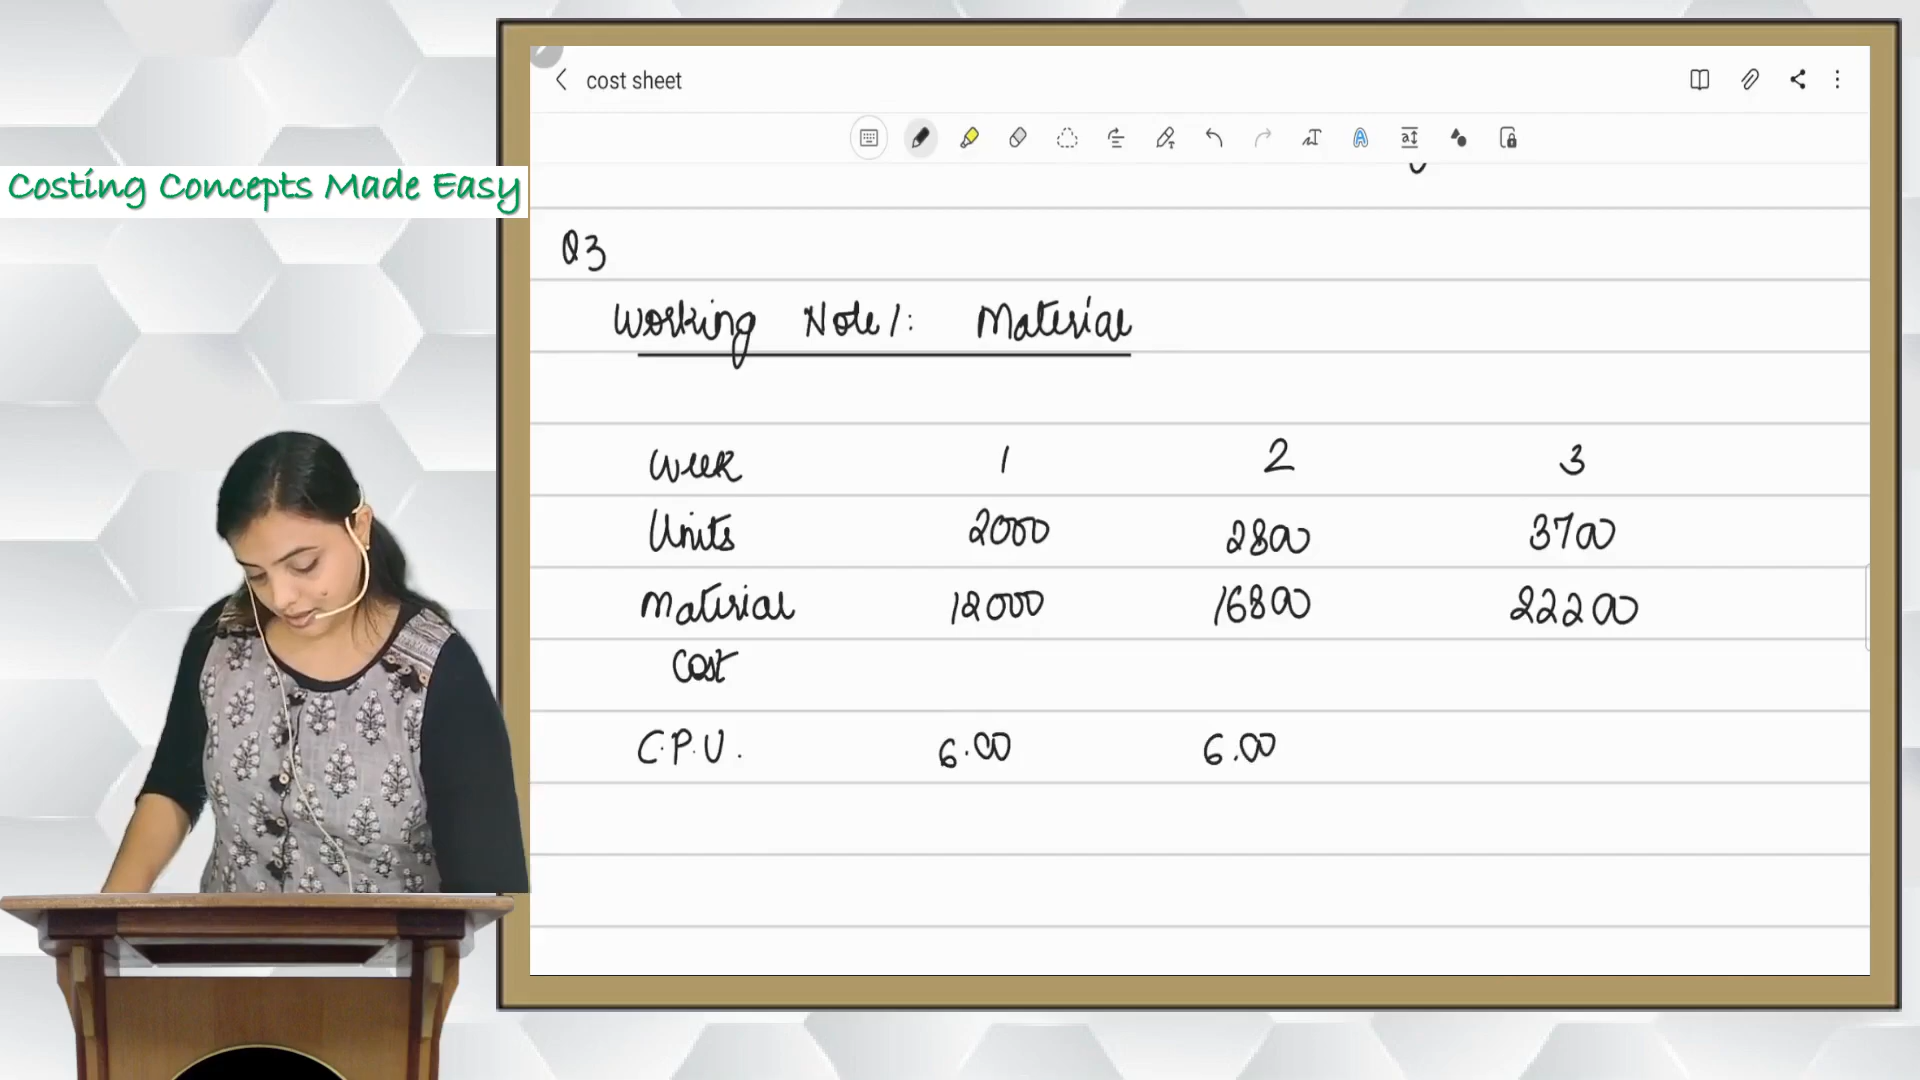 Costing Concepts Made Easy
cost sheet
Q3
Working Note 1: Material
Week 1 2 3
Units 2000 2800 3700
Material 12000 16800 22200
Cost
C.P.U. 6.00 6.00